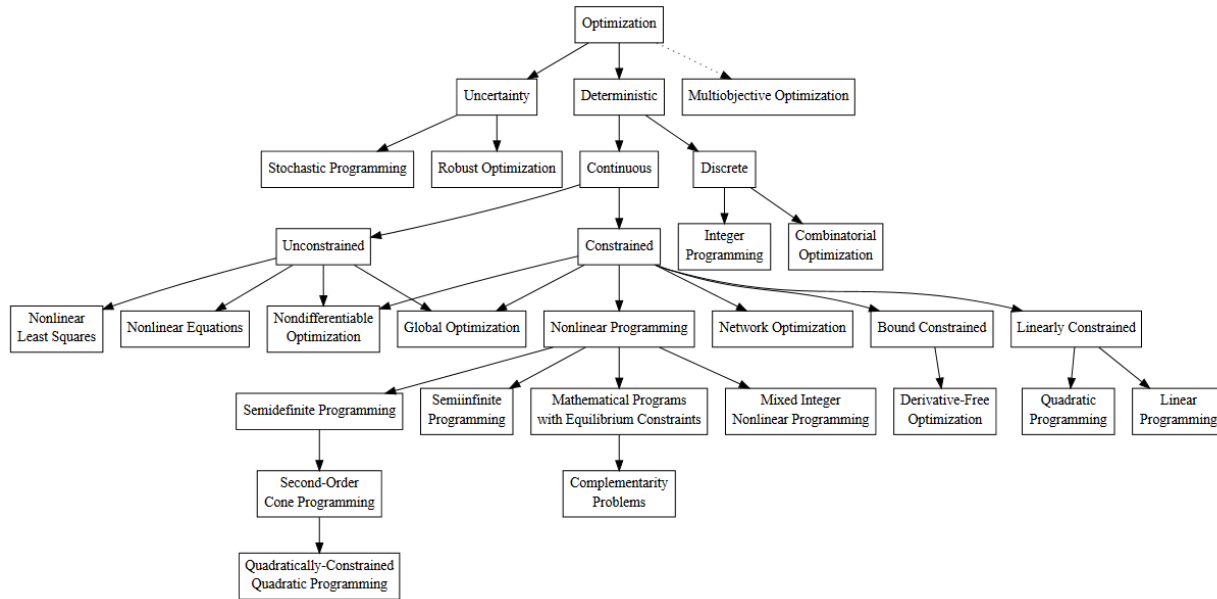 Optimization
Uncertainty
Deterministic
Multiobjective Optimization
Stochastic Programming
Robust Optimization
Continuous
Discrete
Unconstrained
Constrained
Integer
Programming
Combinatorial
Optimization
Nonlinear
Least Squares
Nonlinear Equations
Nondifferentiable
Optimization
Global Optimization
Nonlinear Programming
Network Optimization
Bound Constrained
Linearly Constrained
Semidefinite Programming
Semiinfinite
Programming
Mathematical Programs
with Equilibrium Constraints
Mixed Integer
Nonlinear Programming
Derivative-Free
Optimization
Quadratic
Programming
Linear
Programming
Second-Order
Cone Programming
Complementarity
Problems
Quadratically-Constrained
Quadratic Programming